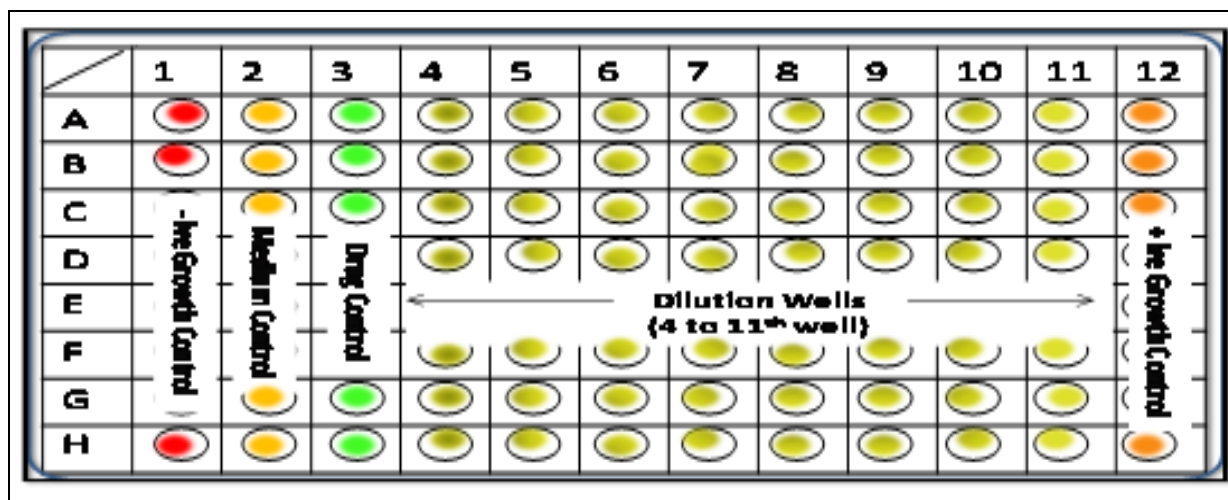 1 2 3 4 5 6 7 8 9 10 11 12
A
B
C
D
E
F
G
H
- Ive Growth Control
Medium Control
Drug Control
Dilution Wells
(4 to 11th well)
+ Ive Growth Control